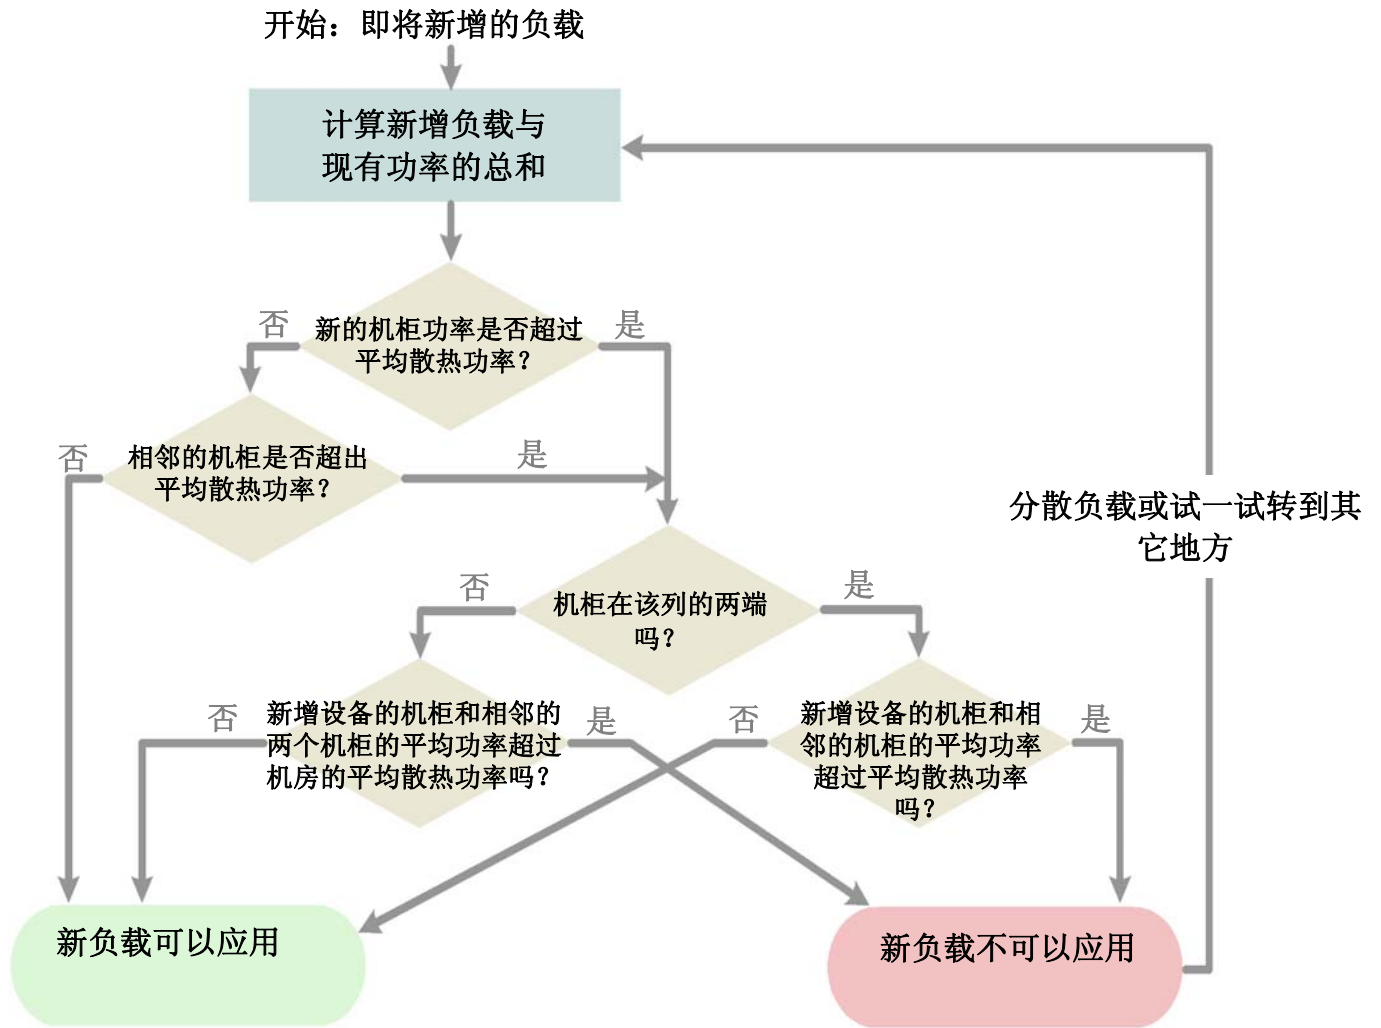 开始：即将新增的负载
计算新增负载与
现有功率的总和
否
新的机柜功率是否超过
平均散热功率？
是
否
相邻的机柜是否超出
平均散热功率？
是
分散负载或试一试转到其
它地方
否
机柜在该列的两端
吗？
是
否
新增设备的机柜和相邻的
两个机柜的平均功率超过
机房的平均散热功率吗？
是
否
新增设备的机柜和相
邻的机柜的平均功率
超过平均散热功率
吗？
是
新负载可以应用
新负载不可以应用